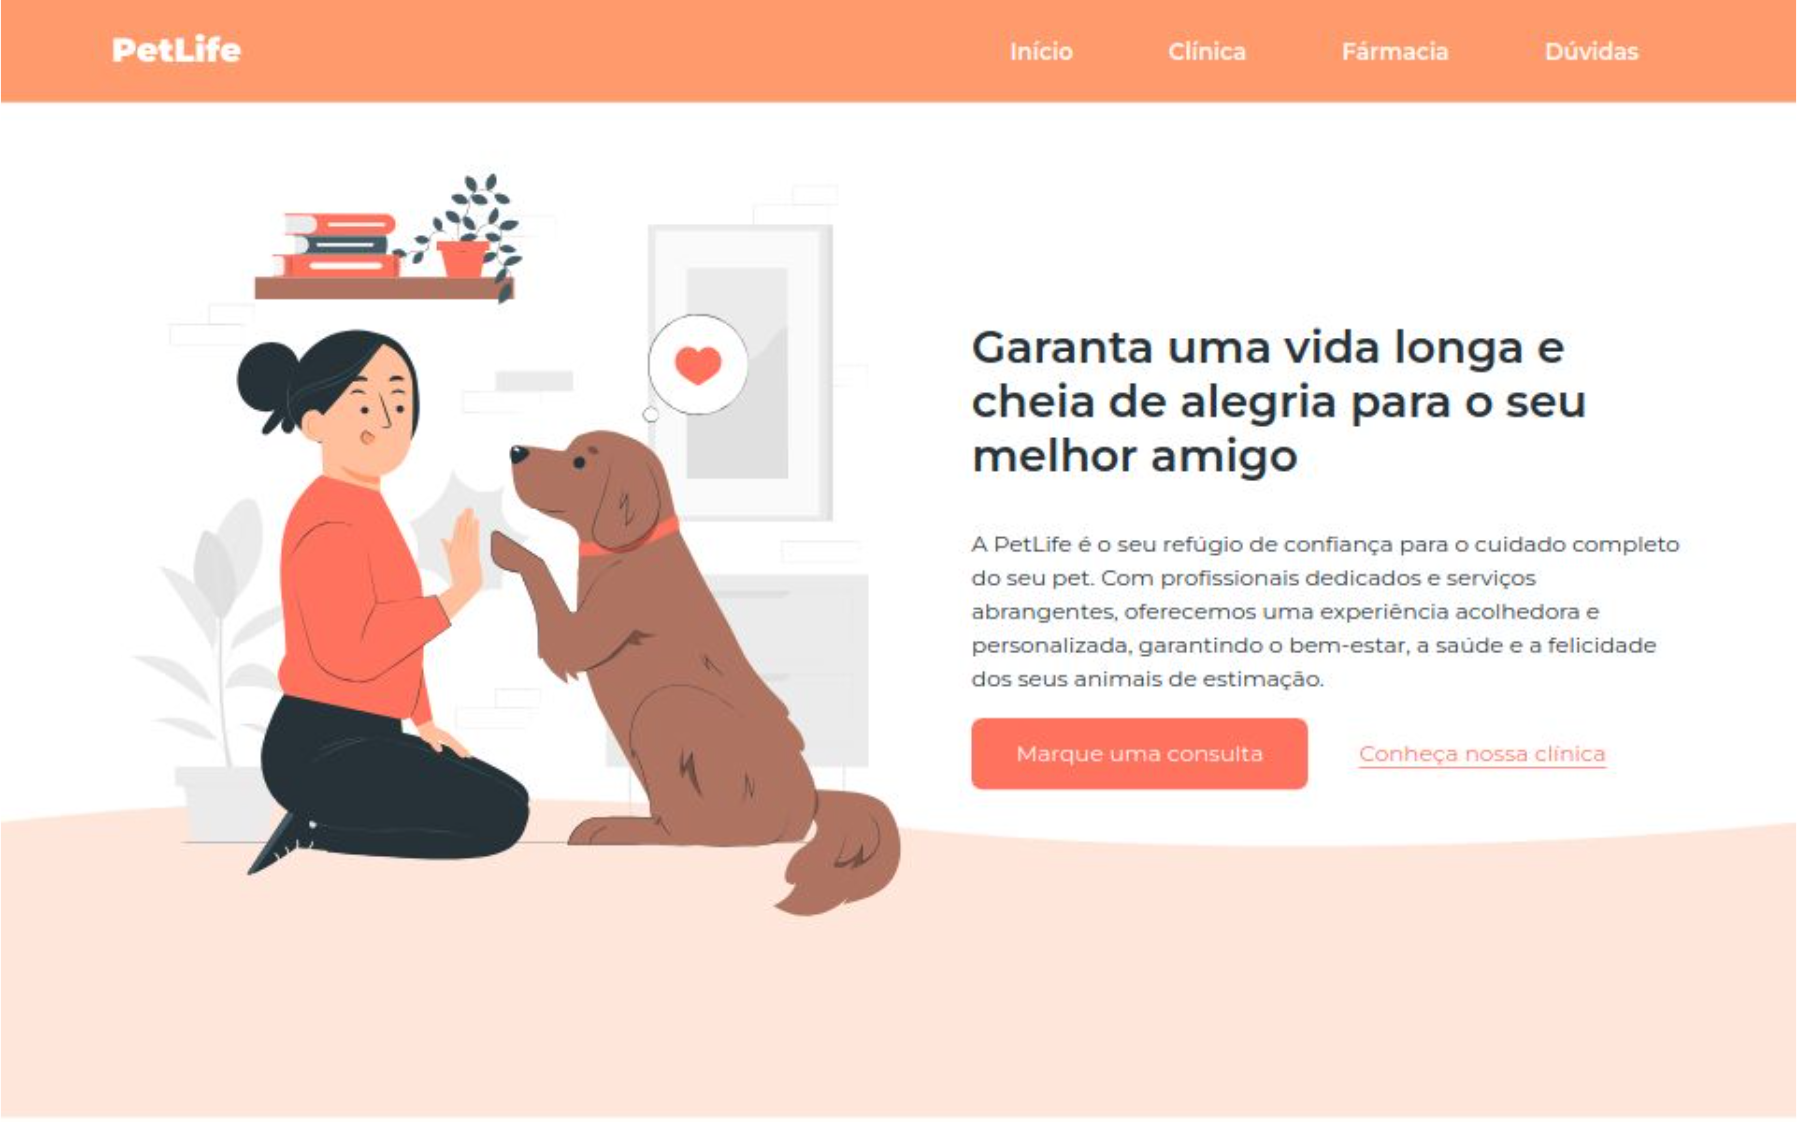 PetLife
Início
Clínica
Fármacia
Dúvidas
Garanta uma vida longa e
cheia de alegria para o seu
melhor amigo
A PetLife é o seu refúgio de confiança para o cuidado completo
do seu pet. Com profissionais dedicados e serviços
abrangentes, oferecemos uma experiência acolhedora e
personalizada, garantindo o bem-estar, a saúde e a felicidade
dos seus animais de estimação.
Marque uma consulta
Conheça nossa clínica